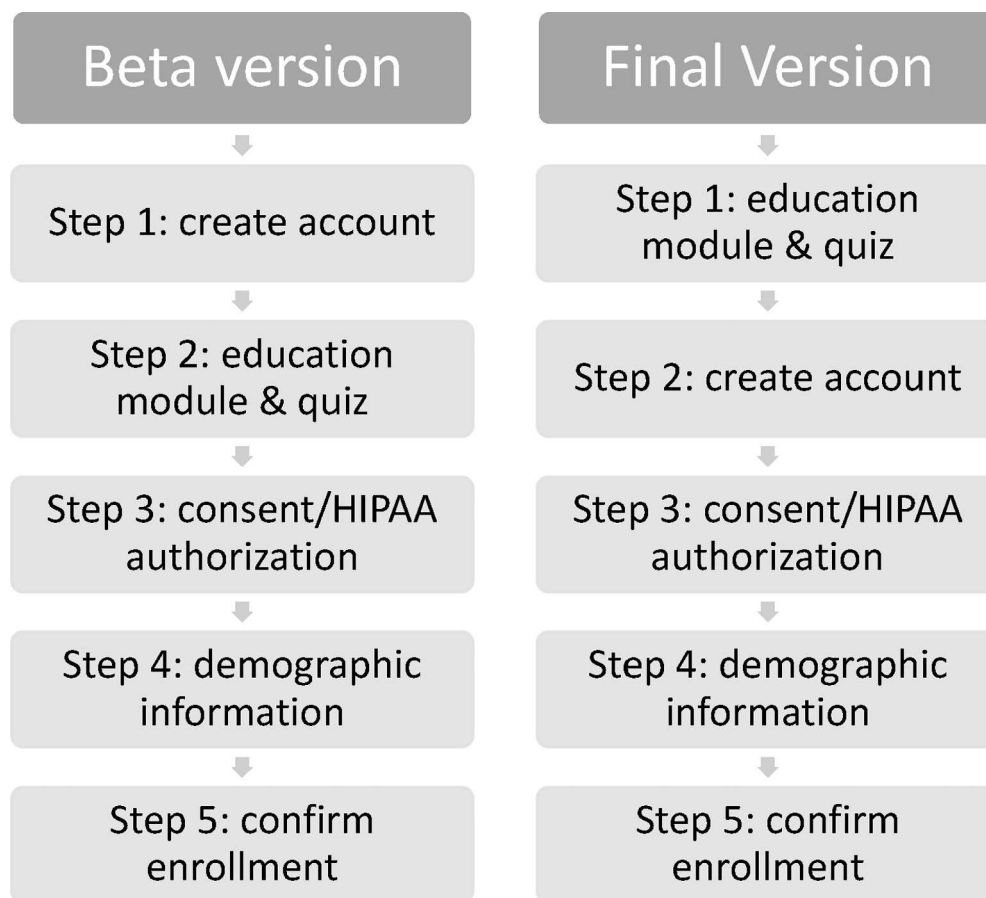 Beta version
Step 1: create account
Step 2: education
module & quiz
Step 3: consent/HIPAA
authorization
Step 4: demographic
information
Step 5: confirm
enrollment
Final Version
Step 1: education
module & quiz
Step 2: create account
Step 3: consent/HIPAA
authorization
Step 4: demographic
information
Step 5: confirm
enrollment